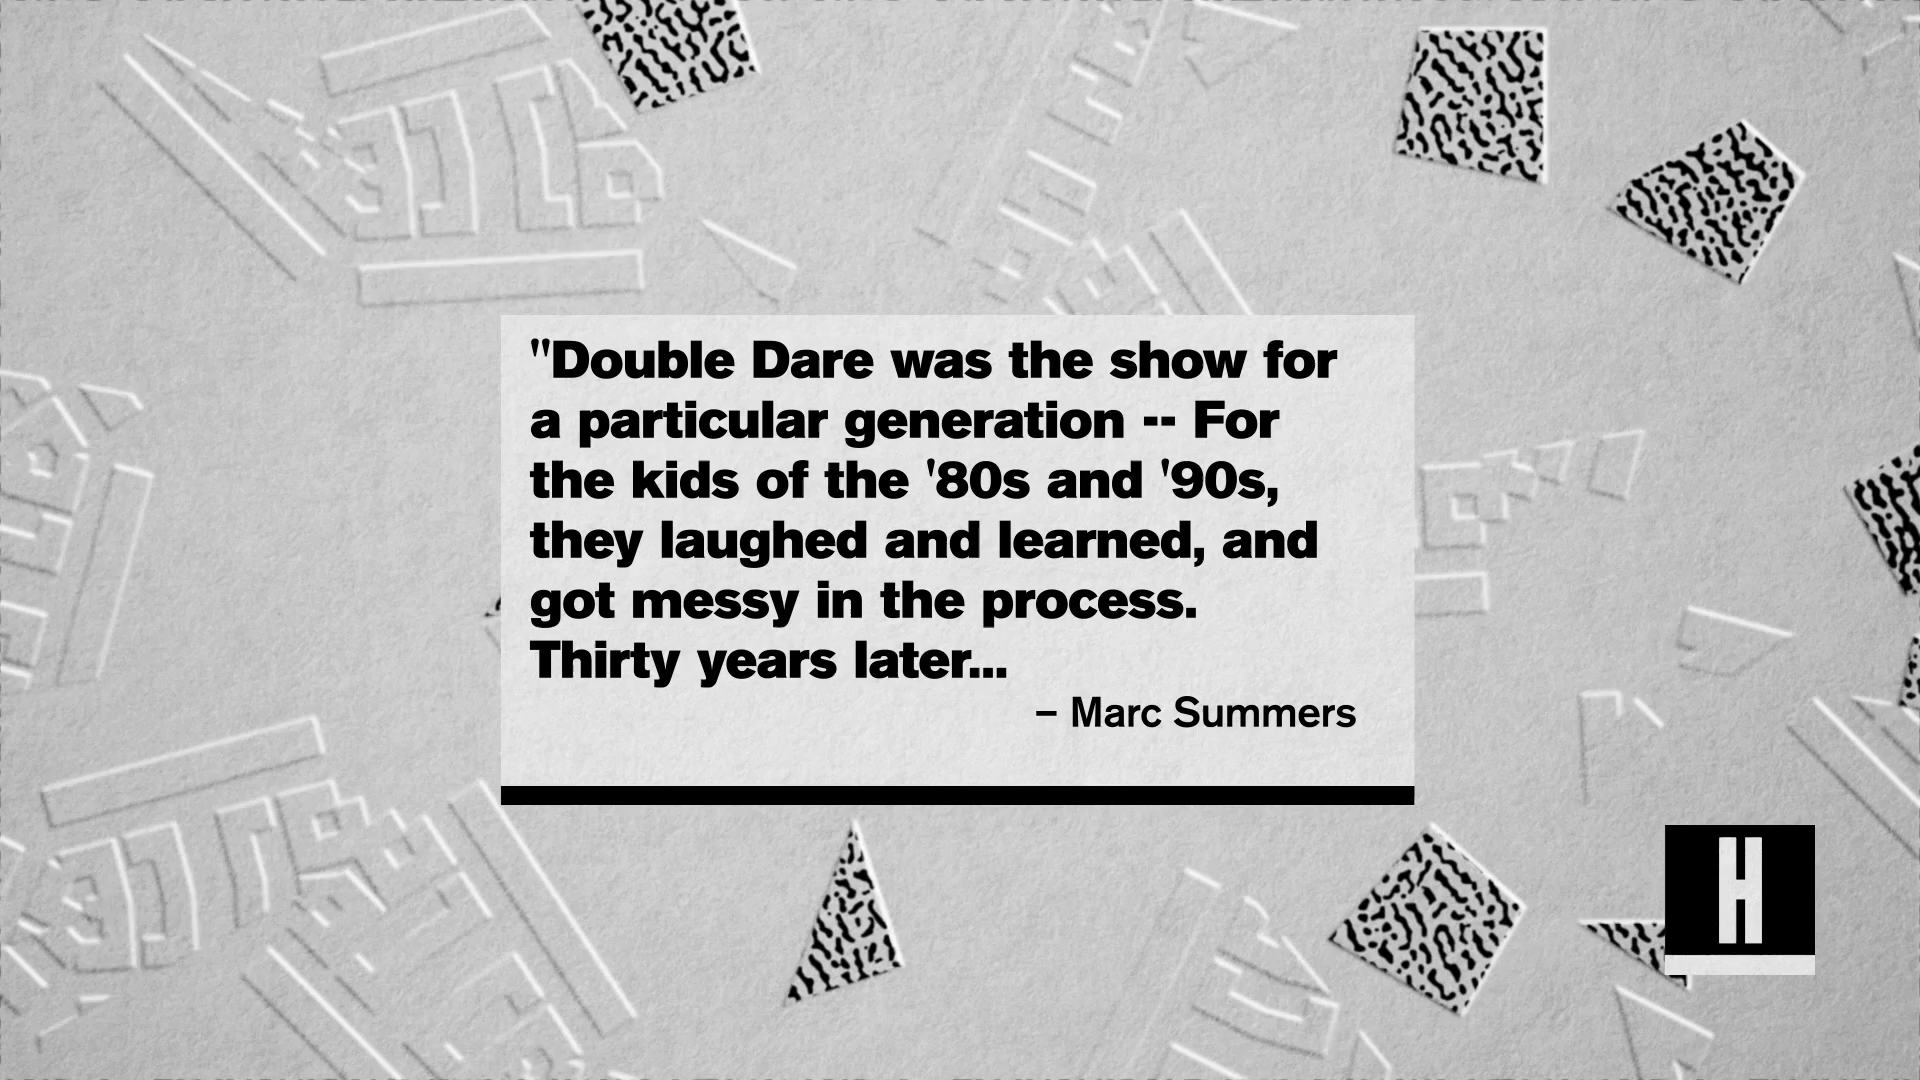 "Double Dare was the show for
a particular generation -- For
the kids of the '80s and '90s,
they laughed and learned, and
got messy in the process.
Thirty years later...
– Marc Summers
H